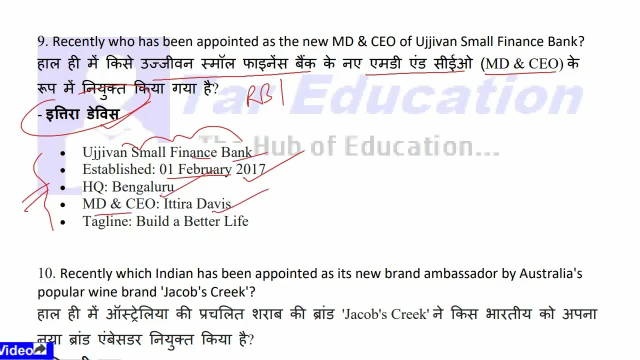 9. Recently who has been appointed as the new MD & CEO of Ujjivan Small Finance Bank?
हाल ही में किसे उज्जीवन स्मॉल फाइनेंस बैंक के नए एमडी एंड सीईओ (MD & CEO) के
रूप में नियुक्त किया गया है?
RBI
- इत्तिरा डेविस
Tar Education
The Hub of Education...
• Ujjivan Small Finance Bank
• Established: 01 February 2017
• HQ: Bengaluru
• MD & CEO: Ittira Davis
• Tagline: Build a Better Life
10. Recently which Indian has been appointed as its new brand ambassador by Australia's
popular wine brand 'Jacob's Creek'?
हाल ही में ऑस्ट्रेलिया की प्रचलित शराब की ब्रांड 'Jacob's Creek' ने किस भारतीय को अपना
नया ब्रांड एंबेसडर नियुक्त किया है?
Video